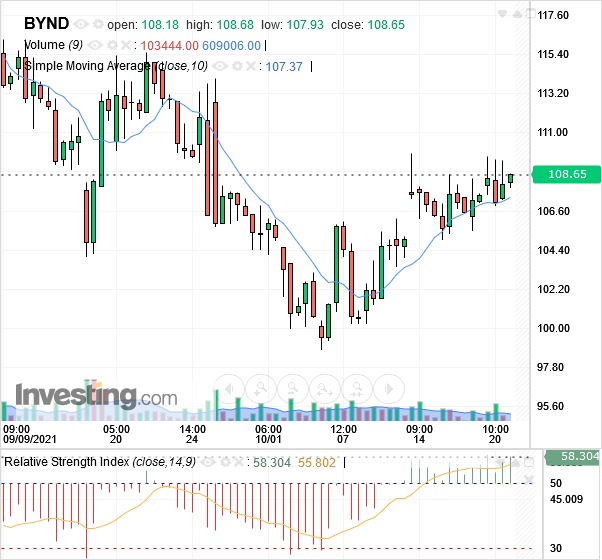 BYND open: 108.18 high: 108.68 low: 107.93 close: 108.65
Volume (9) : 103444.00 609006.00
Simple Moving Average (close,10) : 107.37
117.60
115.40
113.20
111.00
108.65
106.60
104.40
102.20
100.00
97.80
95.60
Investing.com
09:00 05:00 14:00 06:00 12:00 09:00 10:00
09/09/2021 20 24 10/01 07 14 20
Relative Strength Index (close,14,9) : 58.304 55.802
58.304
50
45.009
30